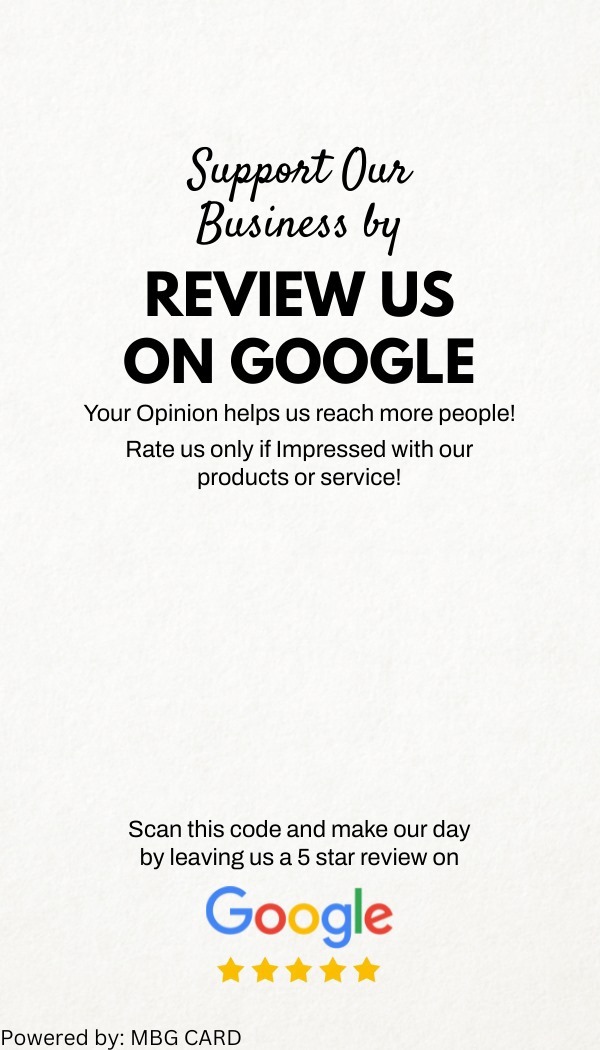 Support Our
Business by
REVIEW US
ON GOOGLE
Your Opinion helps us reach more people!
Rate us only if Impressed with our
products or service!
Scan this code and make our day
by leaving us a 5 star review on
Google
Powered by: MBG CARD